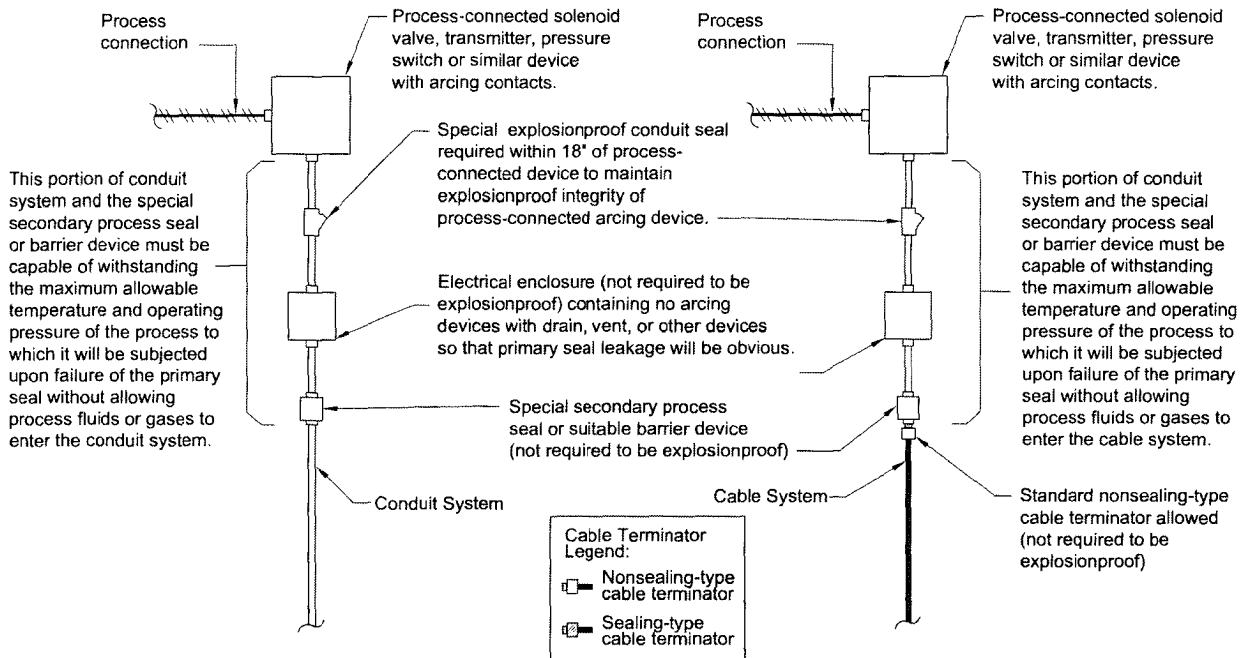 Process
connection
Process-connected solenoid
valve, transmitter, pressure
switch or similar device
with arcing contacts.
Process
connection
Process-connected solenoid
valve, transmitter, pressure
switch or similar device
with arcing contacts.
This portion of conduit
system and the special
secondary process seal
or barrier device must be
capable of withstanding
the maximum allowable
temperature and operating
pressure of the process to
which it will be subjected
upon failure of the primary
seal without allowing
process fluids or gases to
enter the conduit system.
Special explosionproof conduit seal
required within 18" of process-
connected device to maintain
explosionproof integrity of
process-connected arcing device.
Electrical enclosure (not required to be
explosionproof) containing no arcing
devices with drain, vent, or other devices
so that primary seal leakage will be obvious.
Special secondary process
seal or suitable barrier device
(not required to be explosionproof)
This portion of conduit
system and the special
secondary process seal
or barrier device must be
capable of withstanding
the maximum allowable
temperature and operating
pressure of the process to
which it will be subjected
upon failure of the primary
seal without allowing
process fluids or gases to
enter the cable system.
Conduit System
Cable System
Standard nonsealing-type
cable terminator allowed
(not required to be
explosionproof)
Cable Terminator
Legend:
Nonsealing-type
cable terminator
Sealing-type
cable terminator